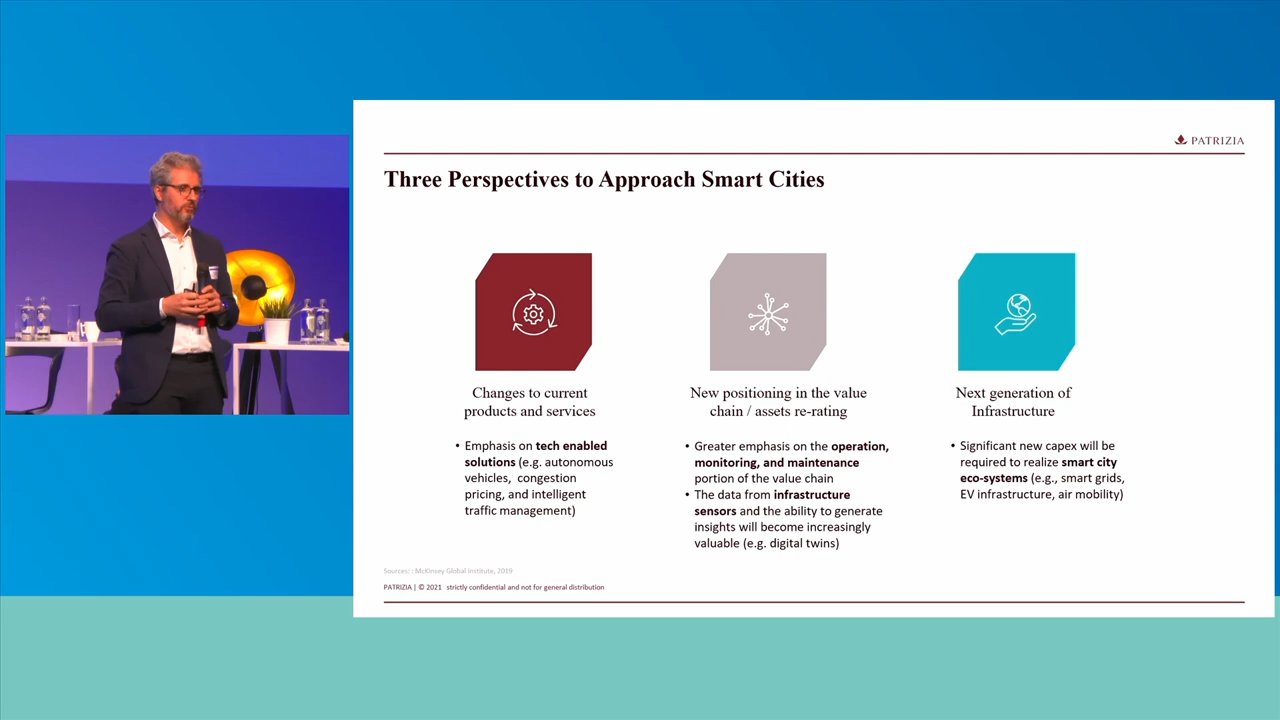 PATRIZIA
Three Perspectives to Approach Smart Cities
Changes to current
products and services
• Emphasis on tech enabled
solutions (e.g. autonomous
vehicles, congestion
pricing, and intelligent
traffic management)
New positioning in the value
chain / assets re-rating
• Greater emphasis on the operation,
monitoring, and maintenance
portion of the value chain
• The data from infrastructure
sensors and the ability to generate
insights will become increasingly
valuable (e.g. digital twins)
Next generation of
Infrastructure
• Significant new capex will be
required to realize smart city
eco-systems (e.g., smart grids,
EV infrastructure, air mobility)
Sources: : McKinsey Global Institute, 2019
PATRIZIA | © 2021 strictly confidential and not for general distribution